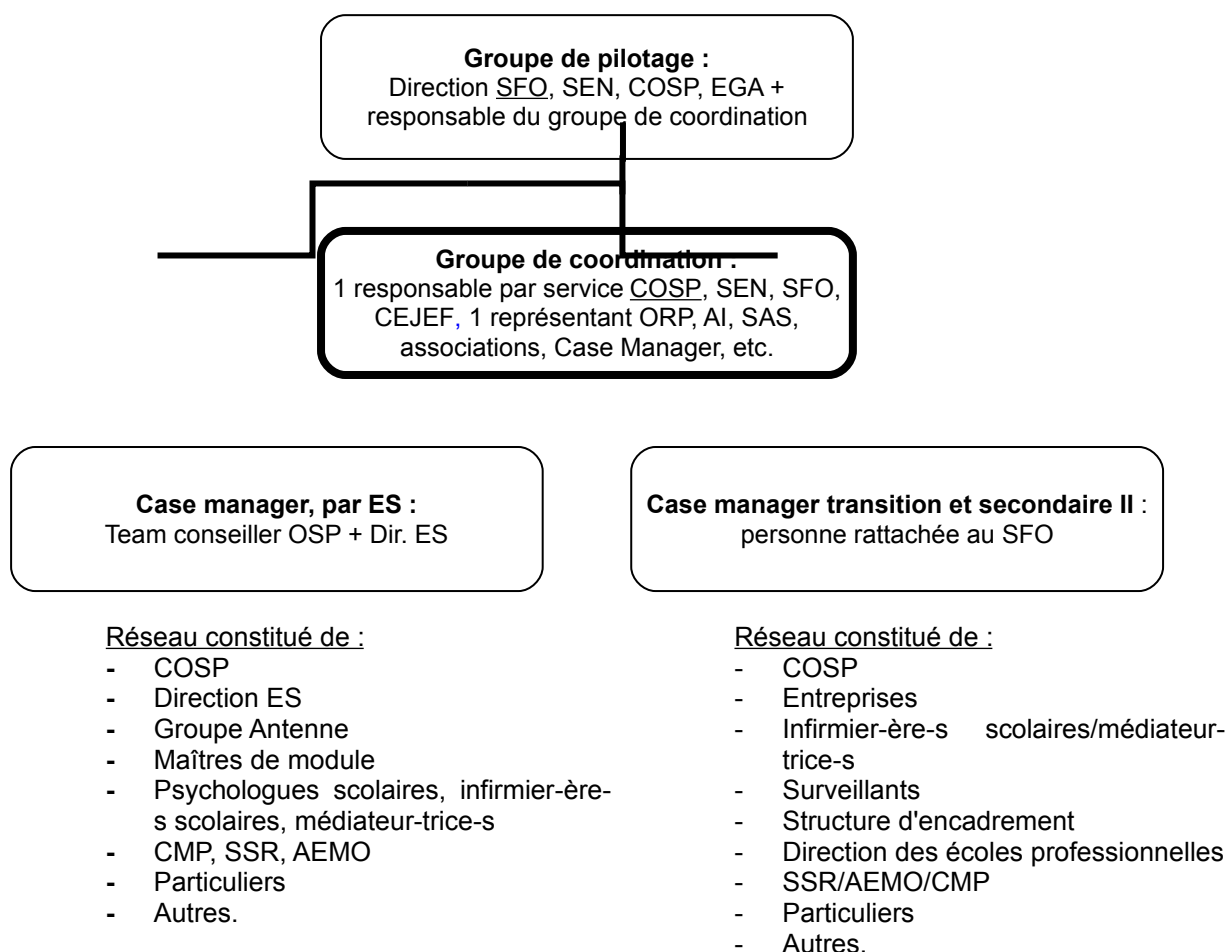 Groupe de pilotage :
Direction SFO, SEN, COSP, EGA +
responsable du groupe de coordination
Groupe de coordination :
1 responsable par service COSP, SEN, SFO,
CEJEF, 1 représentant ORP, AI, SAS,
associations, Case Manager, etc.
Case manager, par ES :
Team conseiller OSP + Dir. ES
Case manager transition et secondaire II :
personne rattachée au SFO
Réseau constitué de :
- COSP
- Direction ES
- Groupe Antenne
- Maîtres de module
- Psychologues scolaires, infirmier-ère-
s scolaires, médiateur-trice-s
- CMP, SSR, AEMO
- Particuliers
- Autres.
Réseau constitué de :
- COSP
- Entreprises
- Infirmier-ère-s scolaires/médiateur-
trice-s
- Surveillants
- Structure d'encadrement
- Direction des écoles professionnelles
- SSR/AEMO/CMP
- Particuliers
- Autres.